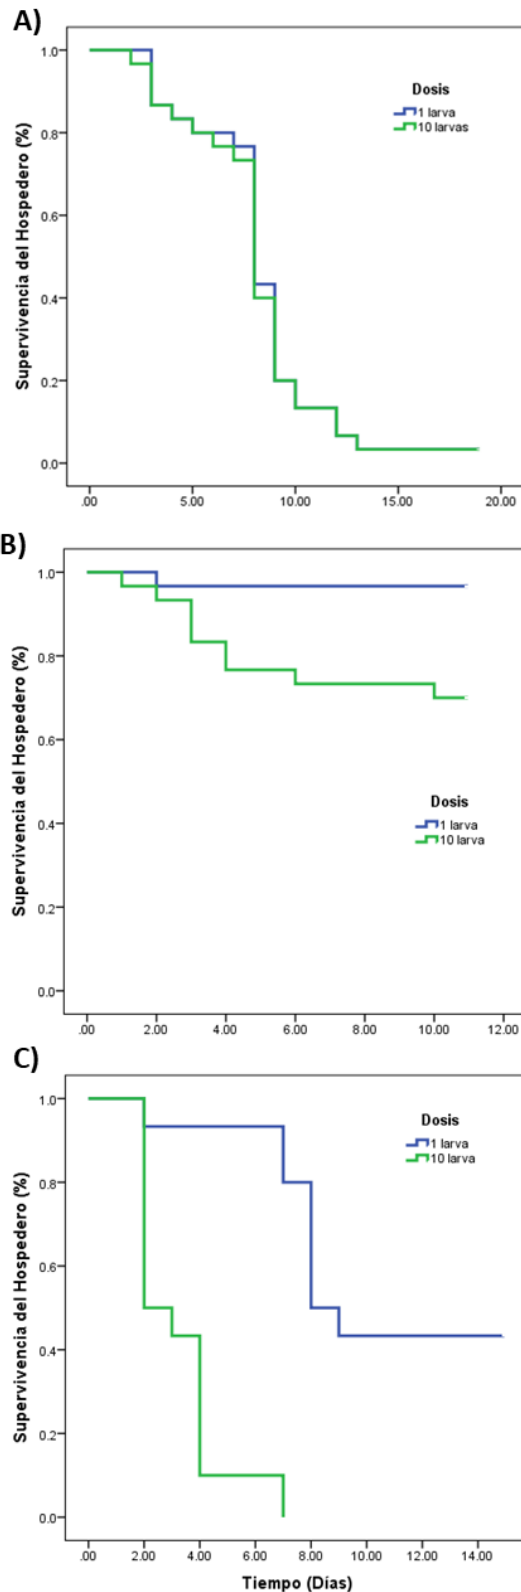 A)
Supervivencia del Hospedero (%)
1.0
0.8
0.6
0.4
0.2
0.0
Dosis
1 larva
10 larvas
.00 5.00 10.00 15.00 20.00
B)
Supervivencia del Hospedero (%)
1.0
0.8
0.6
0.4
0.2
0.0
Dosis
1 larva
10 larva
.00 2.00 4.00 6.00 8.00 10.00 12.00
C)
Supervivencia del Hospedero (%)
1.0
0.8
0.6
0.4
0.2
0.0
Dosis
1 larva
10 larva
.00 2.00 4.00 6.00 8.00 10.00 12.00 14.00
Tiempo (Días)